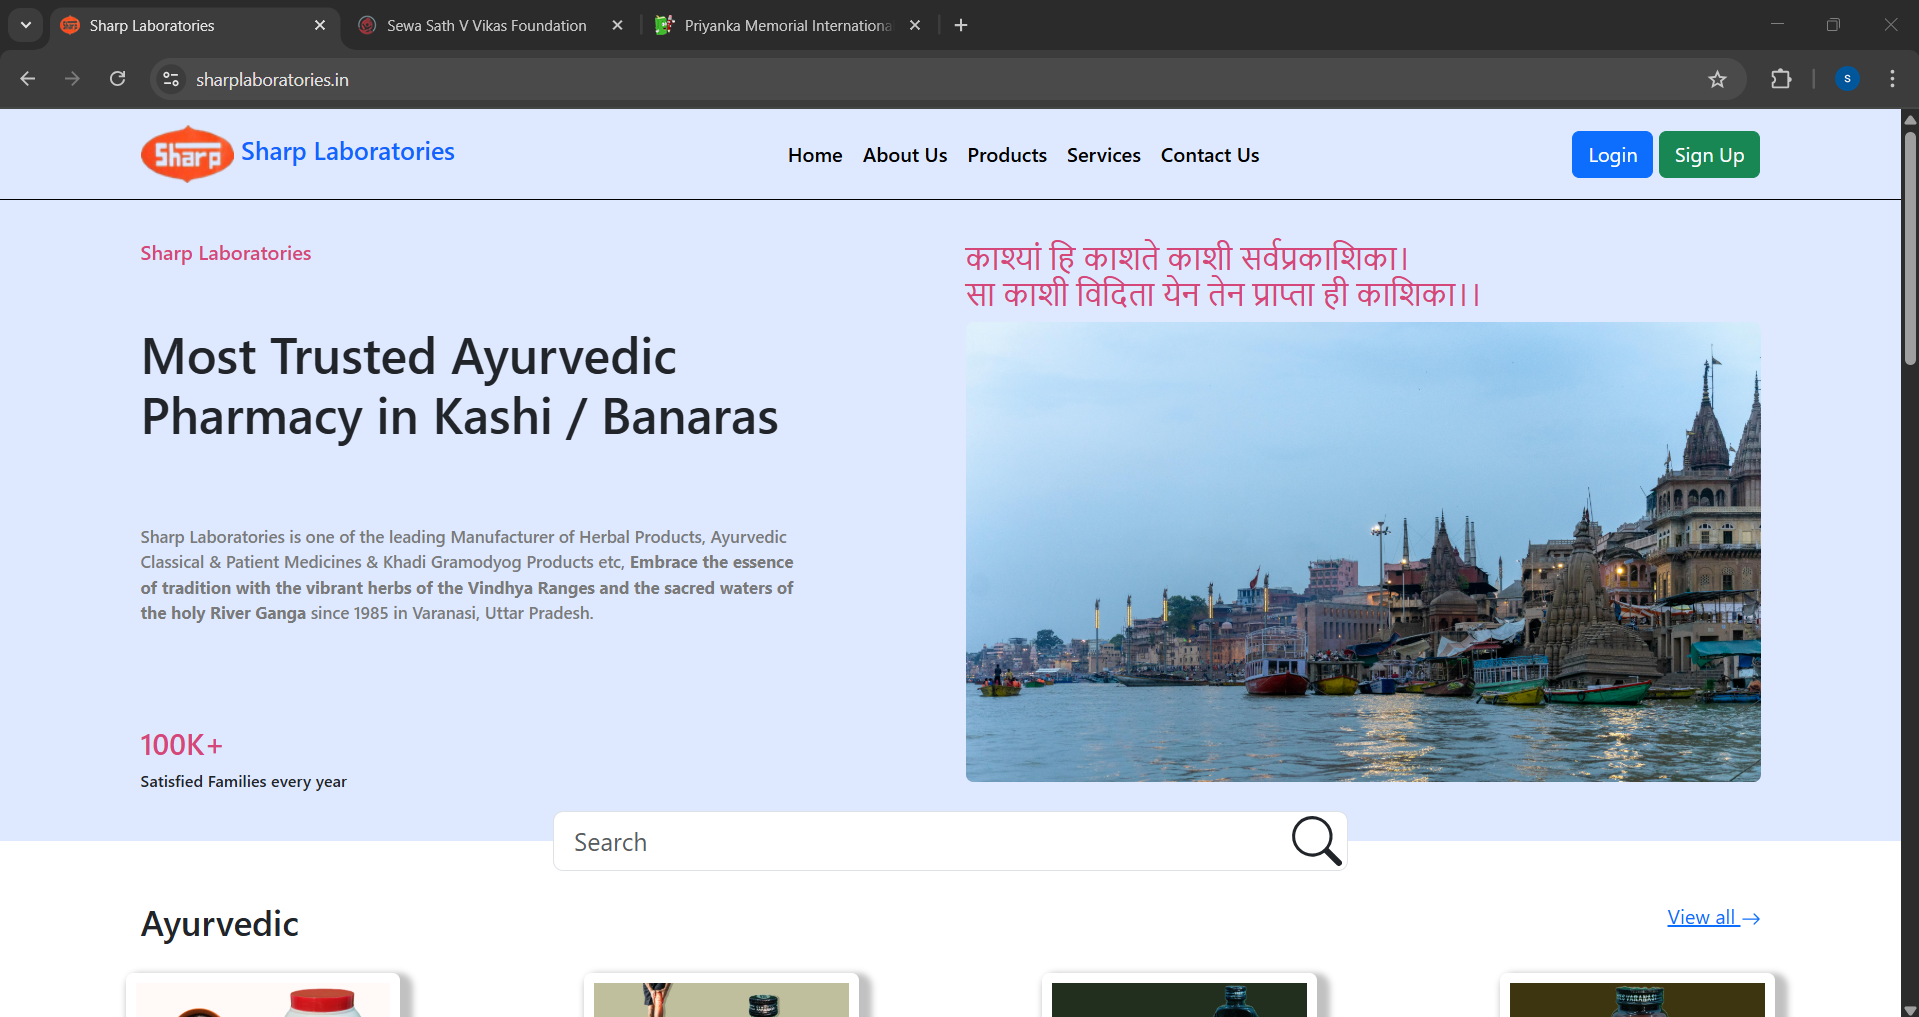 Sharp Laboratories
Sewa Sath V Vikas Foundation
Priyanka Memorial Internationa
sharplaboratories.in
S
Sharp
Sharp Laboratories
Home
About Us
Products
Services
Contact Us
Login
Sign Up
Sharp Laboratories
काश्यां हि काशते काशी सर्वप्रकाशिका।
सा काशी विदिता येन तेन प्राप्ता ही काशिका।।
Most Trusted Ayurvedic
Pharmacy in Kashi / Banaras
Sharp Laboratories is one of the leading Manufacturer of Herbal Products, Ayurvedic
Classical & Patient Medicines & Khadi Gramodyog Products etc, Embrace the essence
of tradition with the vibrant herbs of the Vindhya Ranges and the sacred waters of
the holy River Ganga since 1985 in Varanasi, Uttar Pradesh.
100K+
Satisfied Families every year
Search
Ayurvedic
View all →